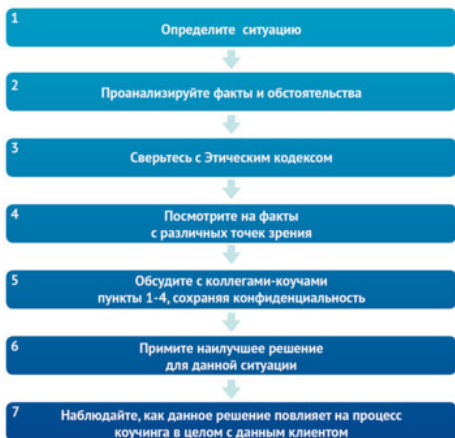 1
Определите ситуацию
2
Проанализируйте факты и обстоятельства
3
Сверьтесь с Этическим кодексом
4
Посмотрите на факты
с различных точек зрения
5
Обсудите с коллегами-коучами
пункты 1-4, сохраняя конфиденциальность
6
Примите наилучшее решение
для данной ситуации
7
Наблюдайте, как данное решение повлияет на процесс
коучинга в целом с данным клиентом